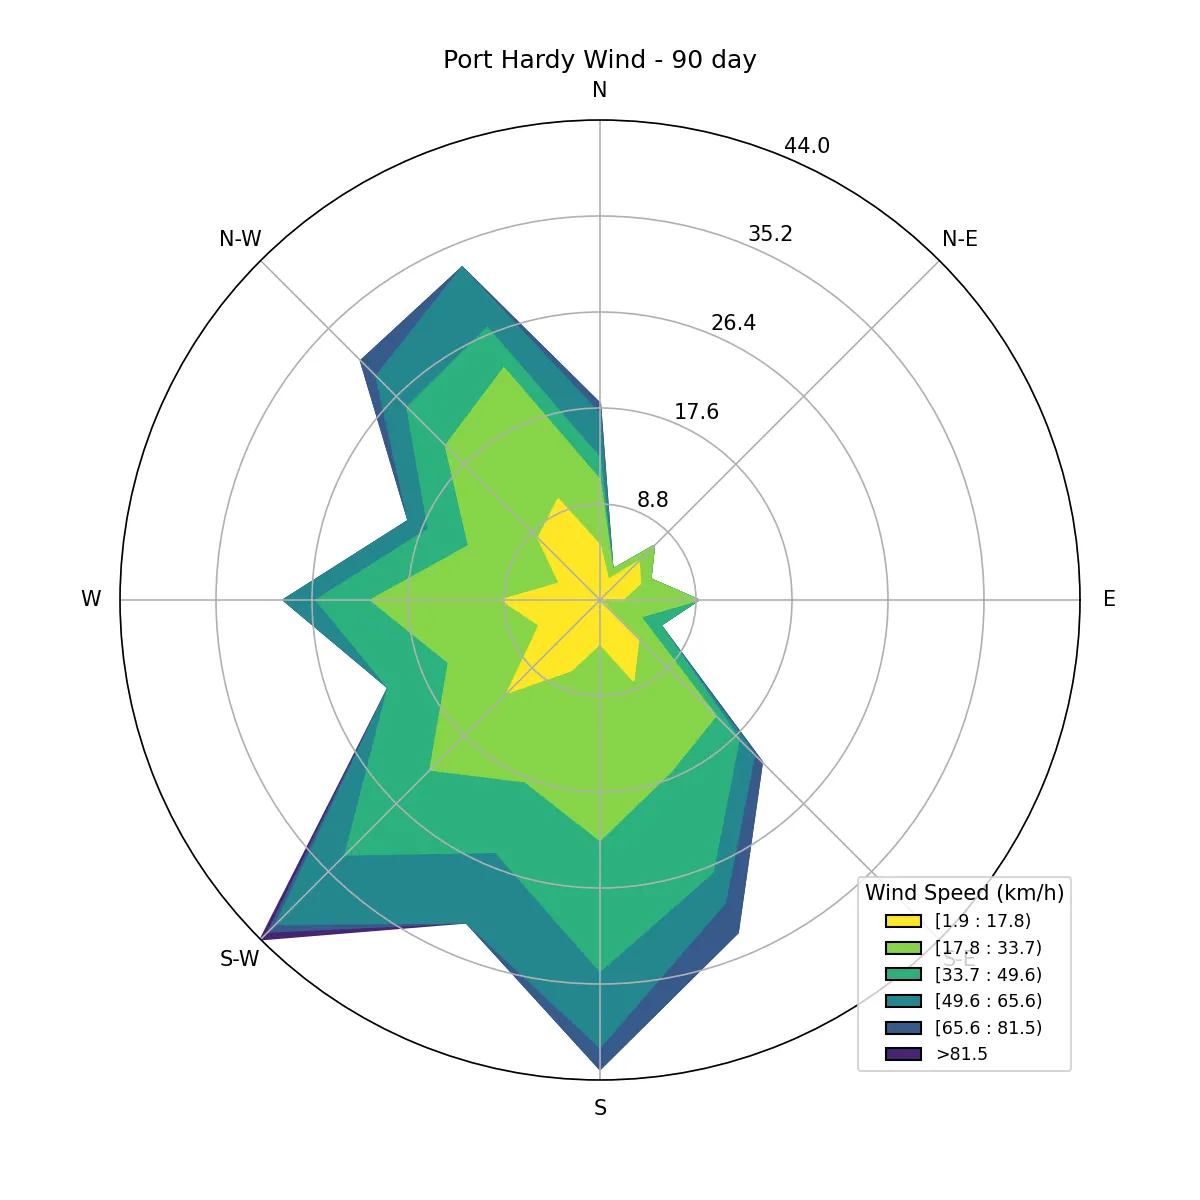 Port Hardy Wind - 90 day
N
44.0
N-W
N-E
35.2
26.4
17.6
8.8
W
E
S-W
S-E
S
Wind Speed (km/h)
[1.9 : 17.8)
[17.8 : 33.7)
[33.7 : 49.6)
[49.6 : 65.6)
[65.6 : 81.5)
>81.5